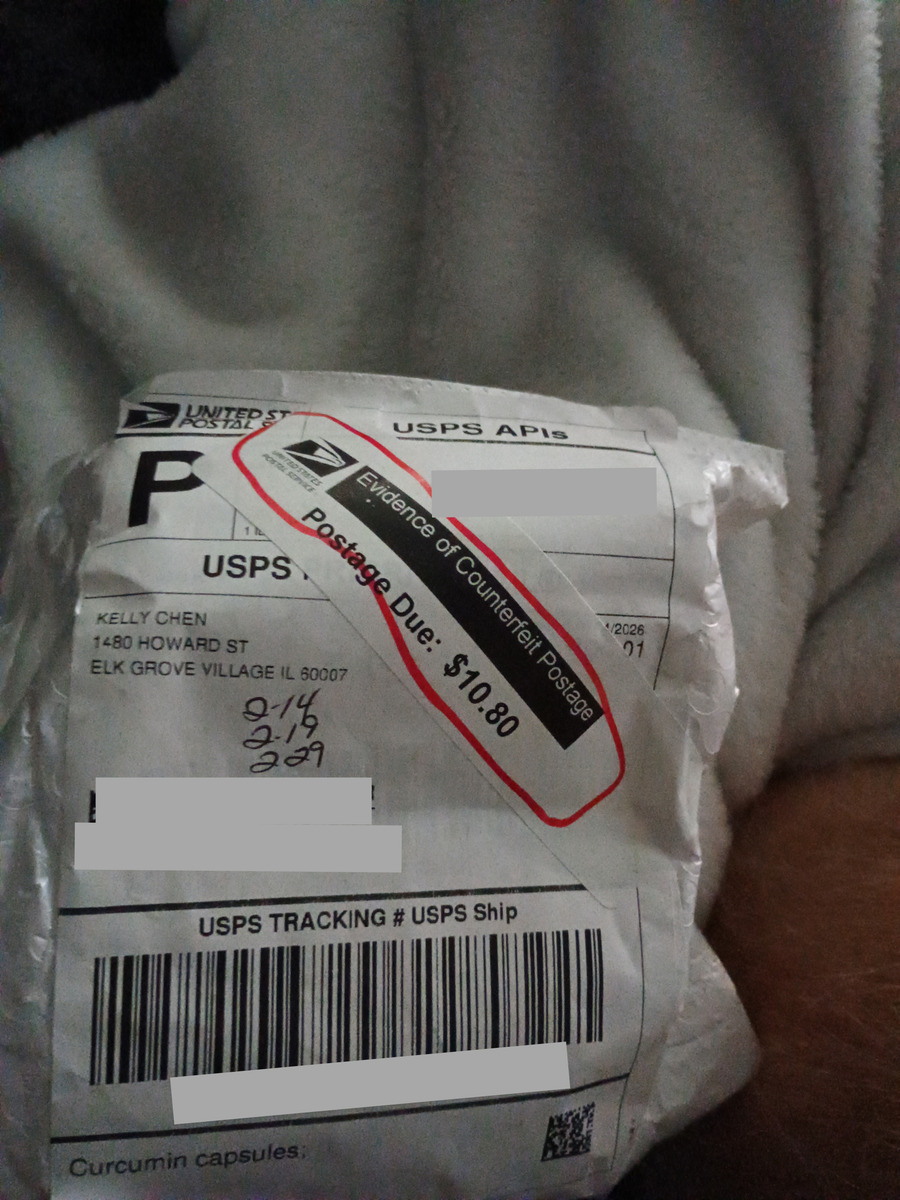 UNITED ST
POSTAL S
USPS APIs
P
UNITED STATES
POSTAL SERVICE
Evidence of Counterfeit Postage
Postage Due: $10.80
USPS
/2026
01
KELLY CHEN
1480 HOWARD ST
ELK GROVE VILLAGE IL 60007
2-14
2-19
2-29
USPS TRACKING # USPS Ship
Curcumin capsules;